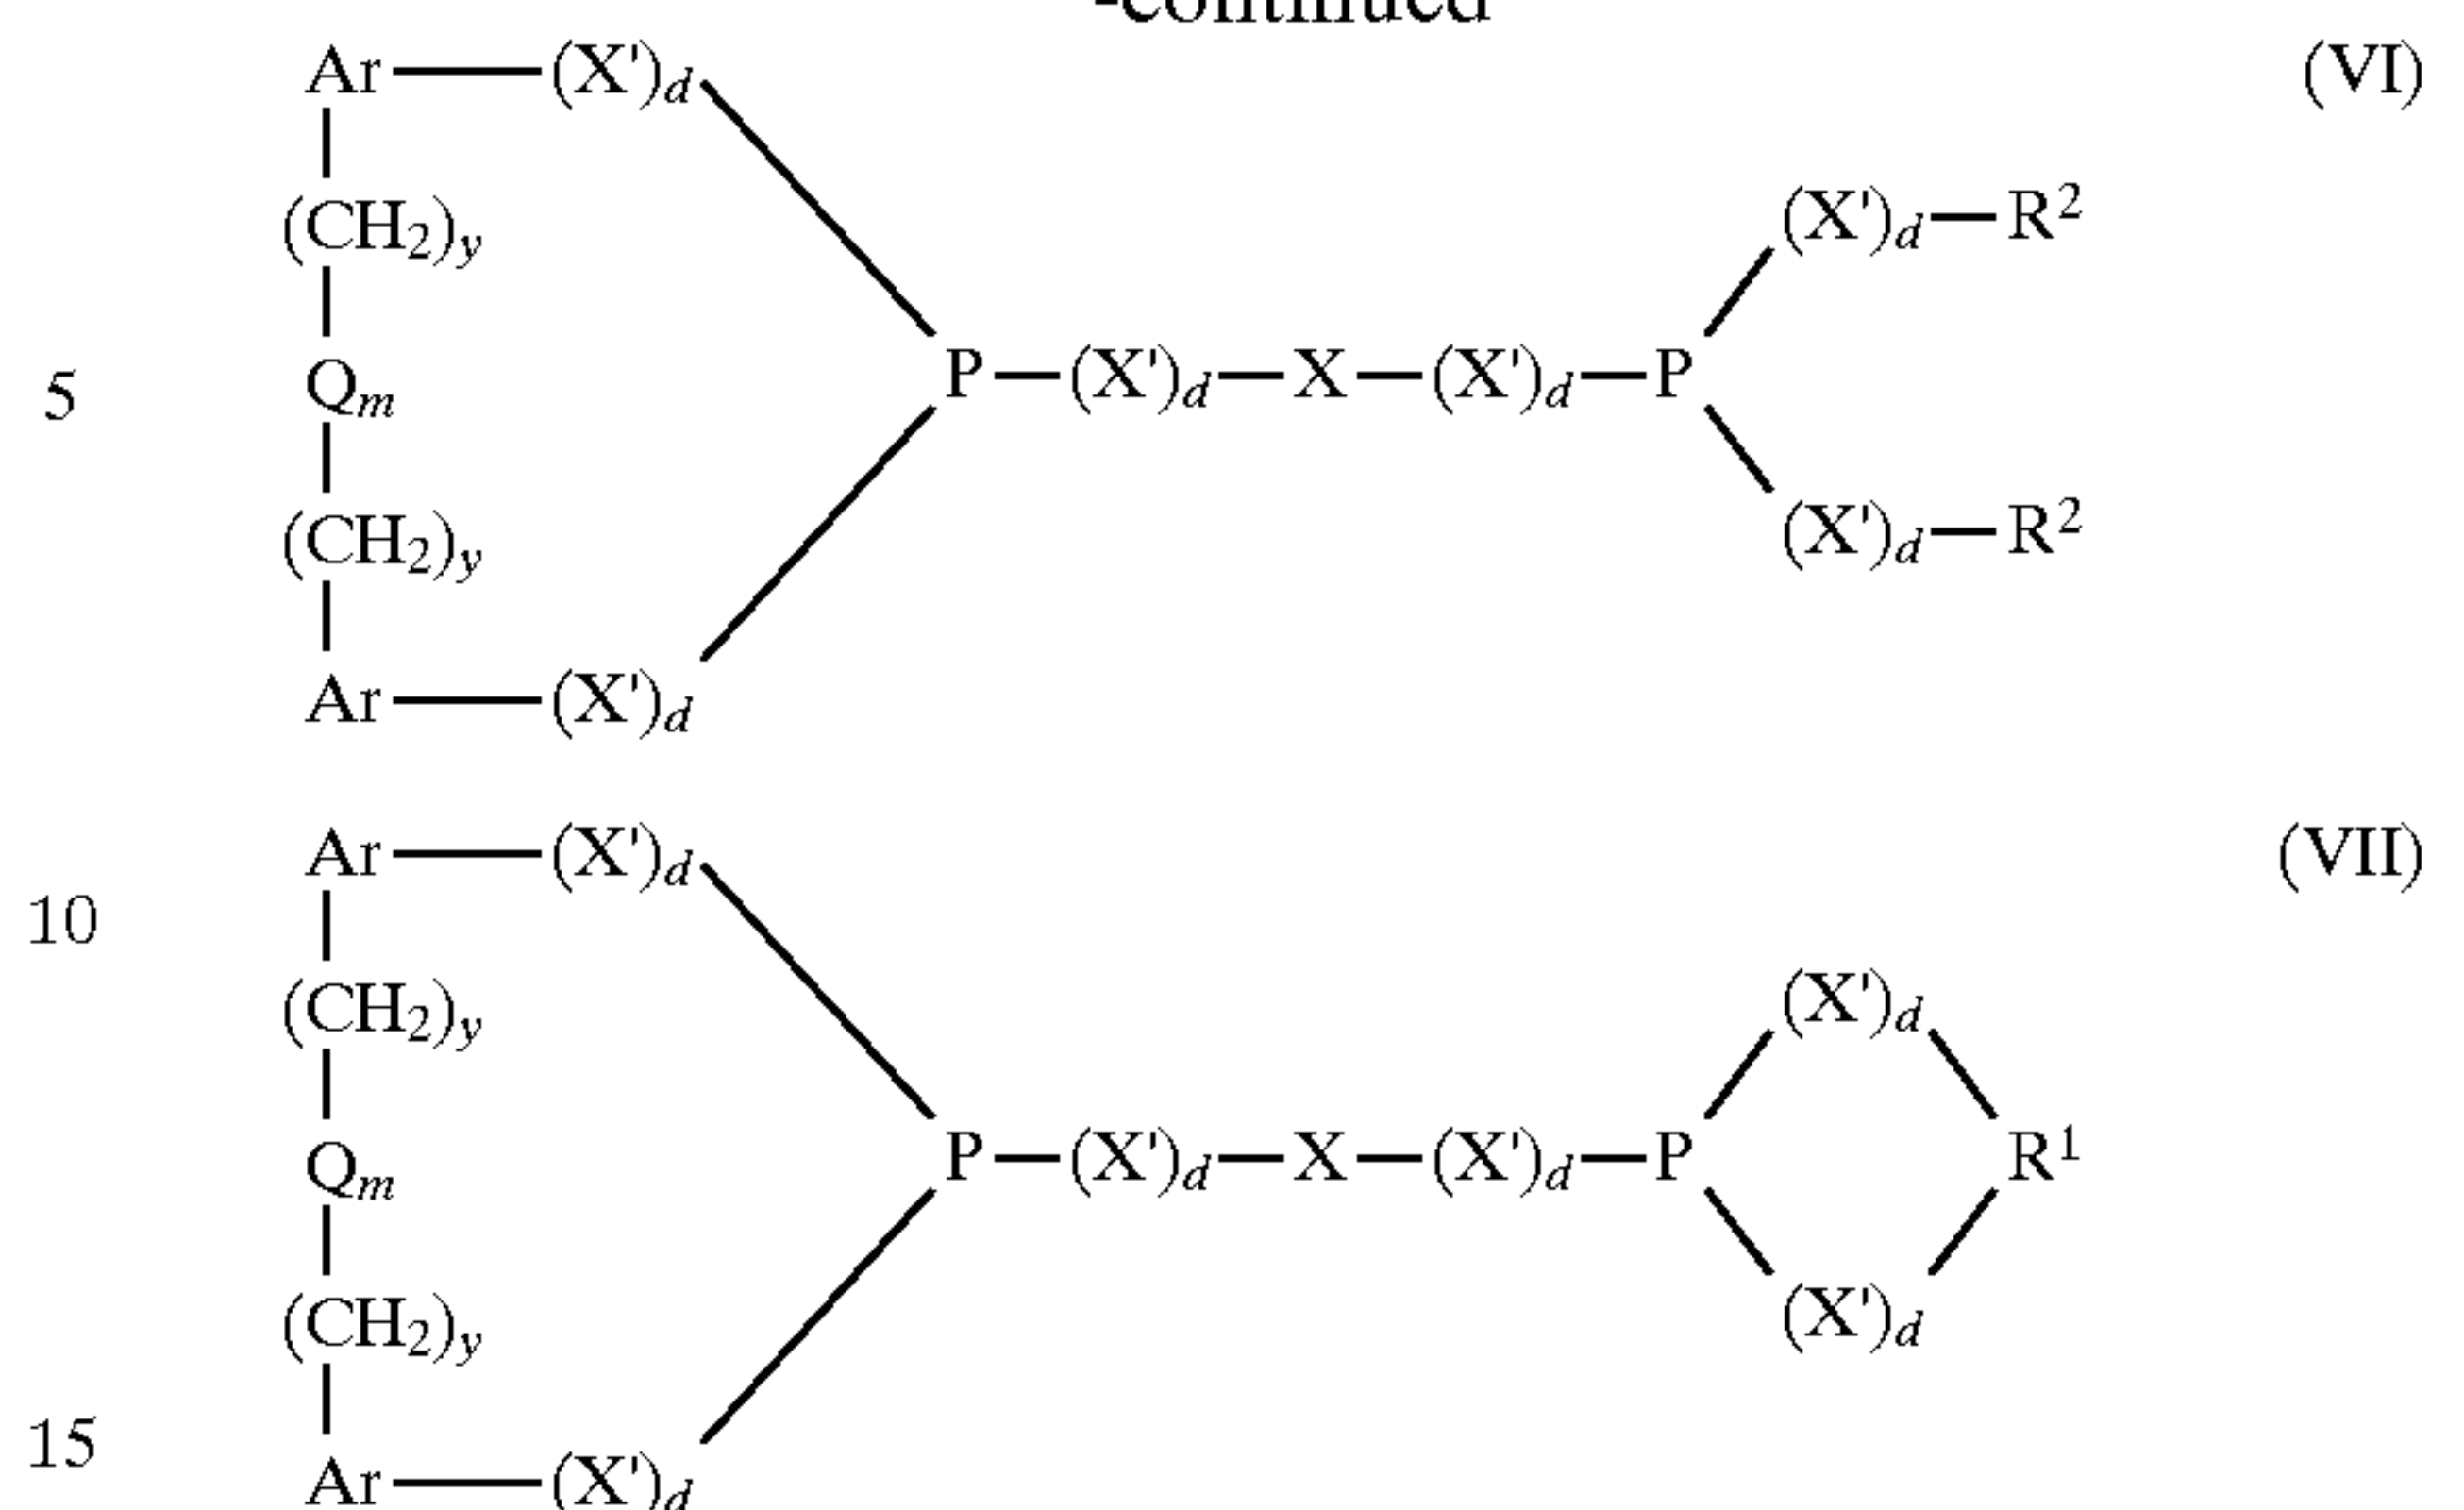 -continued
Ar—(X')d (VI)
(CH2)y (X')d—R2
5 Qm P—(X')d—X—(X')d—P
(CH2)y (X')d—R2
Ar—(X')d
Ar—(X')d (VII)
10
(CH2)y (X')d
Qm P—(X')d—X—(X')d—P R1
(CH2)y (X')d
15
Ar—(X')d